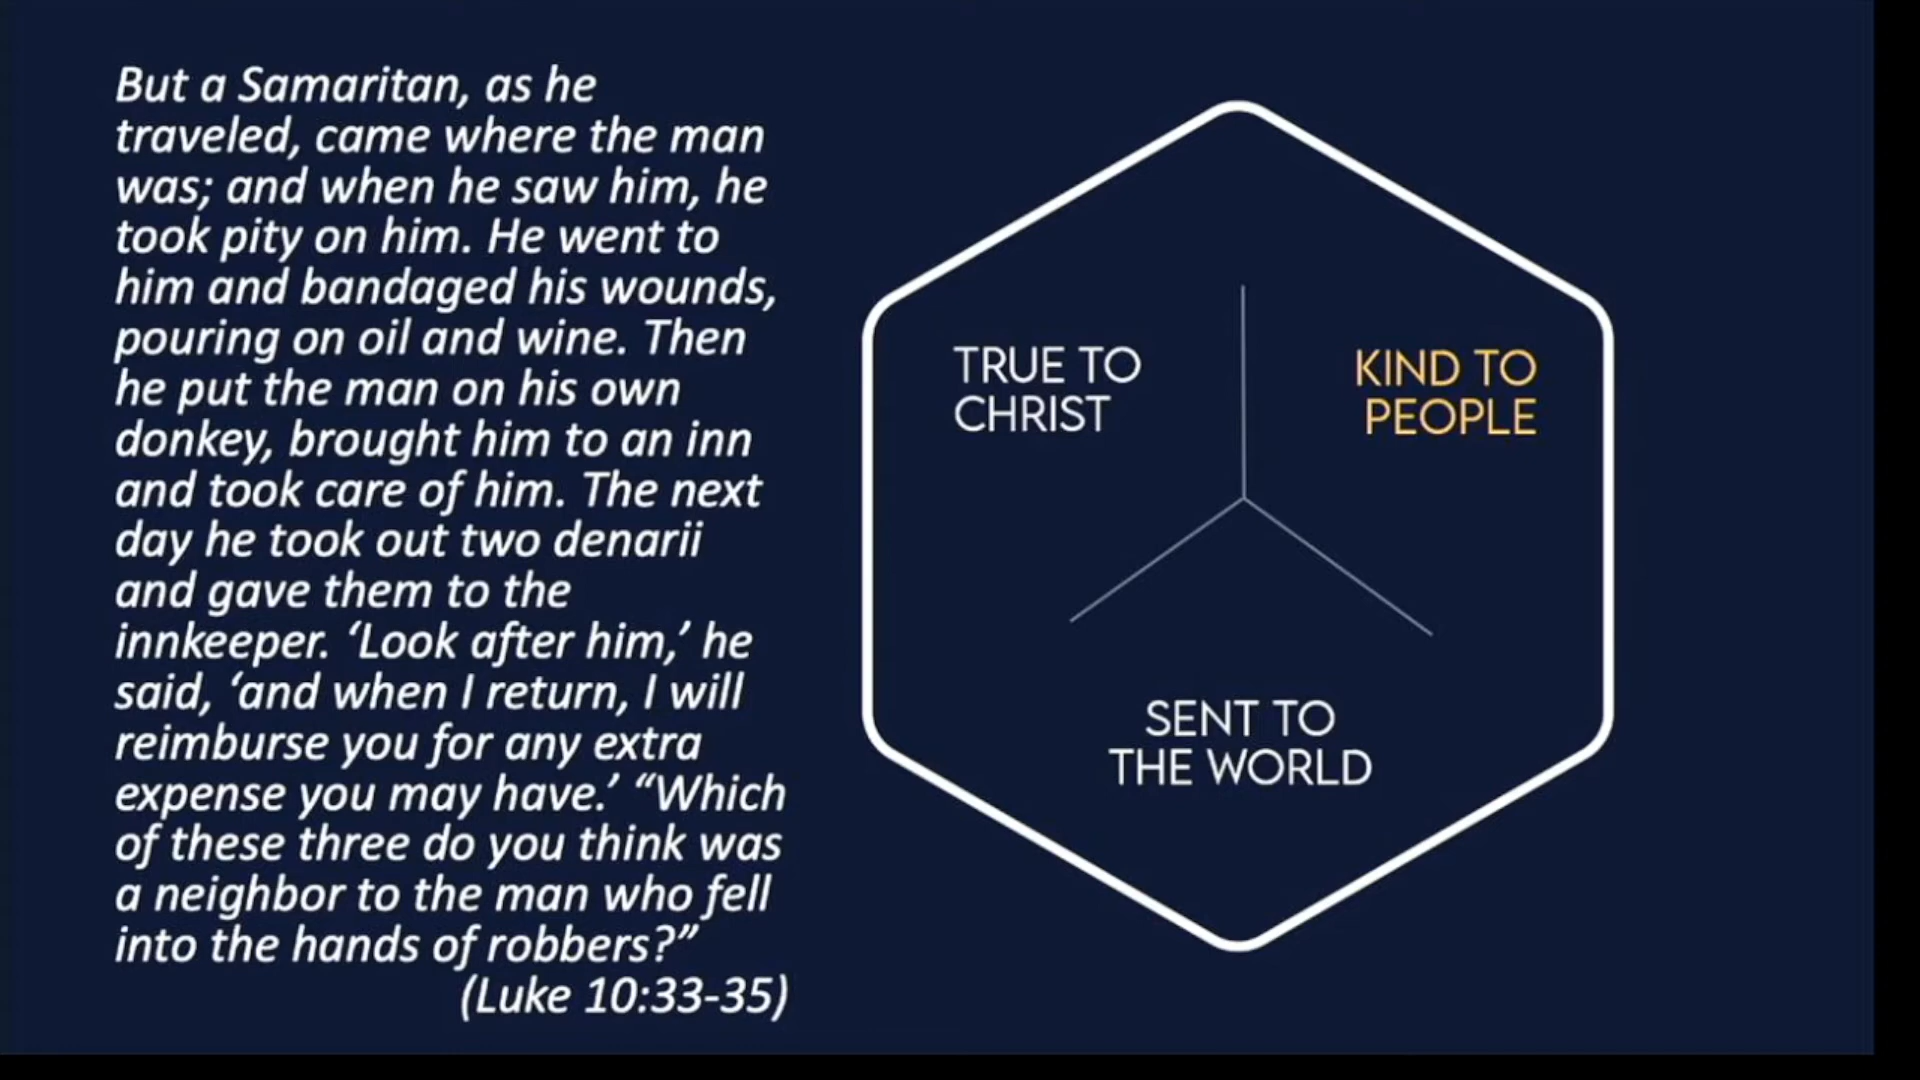 But a Samaritan, as he
traveled, came where the man
was; and when he saw him, he
took pity on him. He went to
him and bandaged his wounds,
pouring on oil and wine. Then
he put the man on his own
donkey, brought him to an inn
and took care of him. The next
day he took out two denarii
and gave them to the
innkeeper. ‘Look after him,’ he
said, ‘and when I return, I will
reimburse you for any extra
expense you may have.’ “Which
of these three do you think was
a neighbor to the man who fell
into the hands of robbers?”
(Luke 10:33-35)
TRUE TO
CHRIST
KIND TO
PEOPLE
SENT TO
THE WORLD